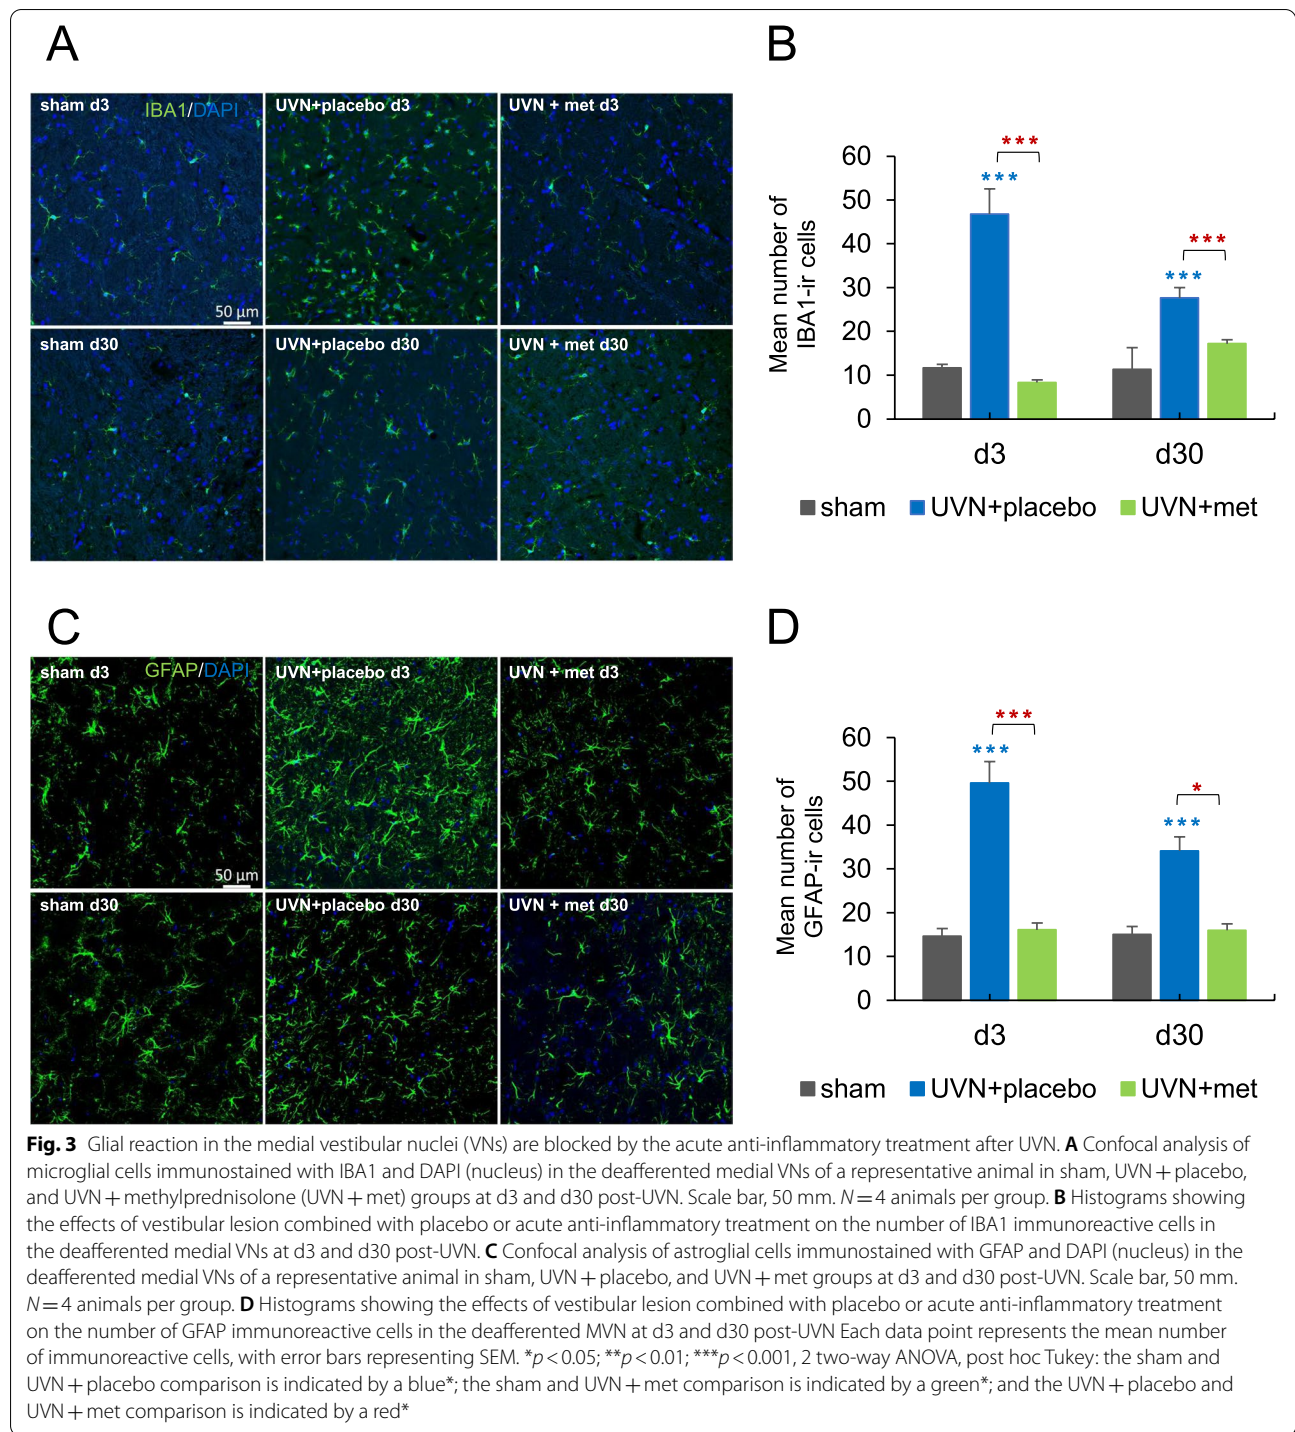 A
sham d3
IBA1/DAPI
UVN+placebo d3
UVN + met d3
50 µm
sham d30
UVN+placebo d30
UVN + met d30
B
Mean number of
IBA1-ir cells
60
50
40
30
20
10
0
***
***
***
***
d3
d30
sham
UVN+placebo
UVN+met
C
sham d3
GFAP/DAPI
UVN+placebo d3
UVN + met d3
50 µm
sham d30
UVN+placebo d30
UVN + met d30
D
Mean number of
GFAP-ir cells
60
50
40
30
20
10
0
***
***
*
***
d3
d30
sham
UVN+placebo
UVN+met
Fig. 3 Glial reaction in the medial vestibular nuclei (VNs) are blocked by the acute anti-inflammatory treatment after UVN. A Confocal analysis of
microglial cells immunostained with IBA1 and DAPI (nucleus) in the deafferented medial VNs of a representative animal in sham, UVN + placebo,
and UVN + methylprednisolone (UVN + met) groups at d3 and d30 post-UVN. Scale bar, 50 mm. N = 4 animals per group. B Histograms showing
the effects of vestibular lesion combined with placebo or acute anti-inflammatory treatment on the number of IBA1 immunoreactive cells in
the deafferented medial VNs at d3 and d30 post-UVN. C Confocal analysis of astroglial cells immunostained with GFAP and DAPI (nucleus) in the
deafferented medial VNs of a representative animal in sham, UVN + placebo, and UVN + met groups at d3 and d30 post-UVN. Scale bar, 50 mm.
N = 4 animals per group. D Histograms showing the effects of vestibular lesion combined with placebo or acute anti-inflammatory treatment
on the number of GFAP immunoreactive cells in the deafferented MVN at d3 and d30 post-UVN Each data point represents the mean number
of immunoreactive cells, with error bars representing SEM. *p < 0.05; **p < 0.01; ***p < 0.001, 2 two-way ANOVA, post hoc Tukey: the sham and
UVN + placebo comparison is indicated by a blue*; the sham and UVN + met comparison is indicated by a green*; and the UVN + placebo and
UVN + met comparison is indicated by a red*